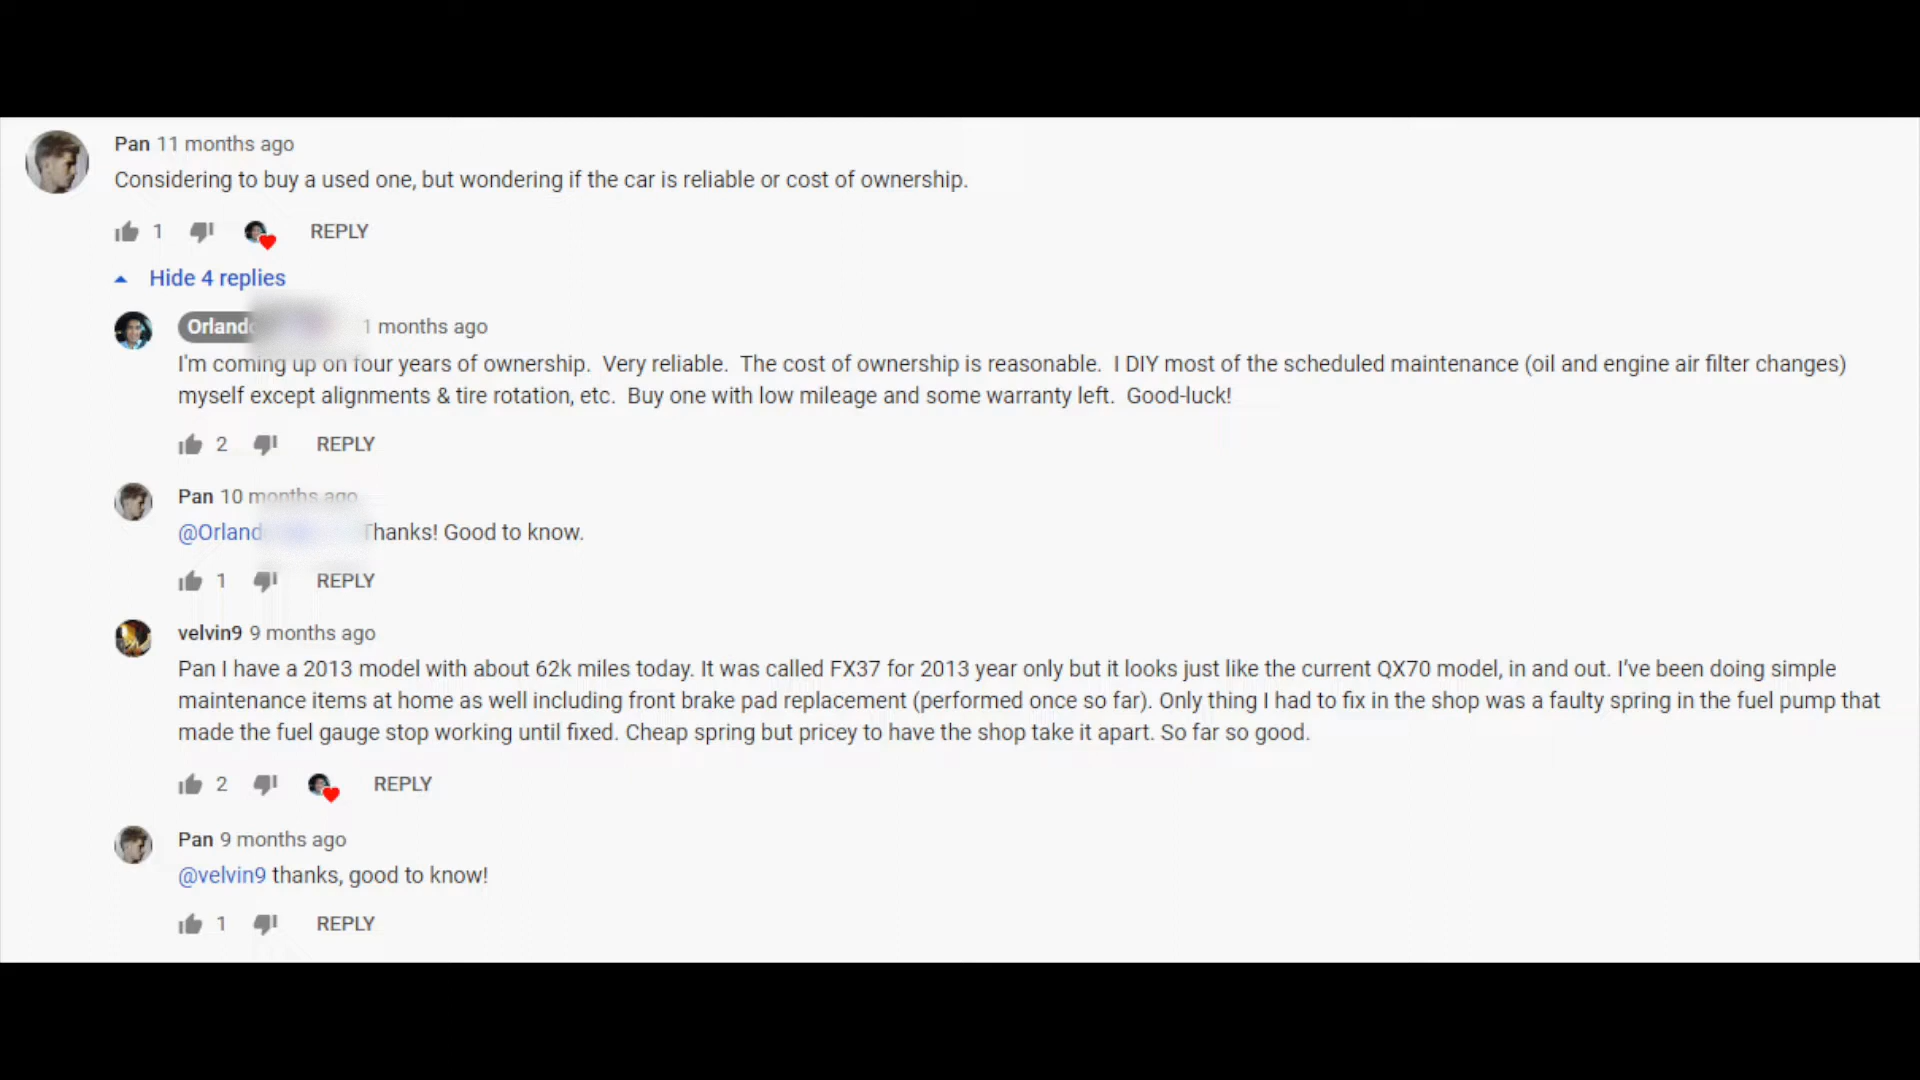 Pan 11 months ago
Considering to buy a used one, but wondering if the car is reliable or cost of ownership.
1 REPLY
Hide 4 replies
Orlando 1 months ago
I'm coming up on four years of ownership.  Very reliable.  The cost of ownership is reasonable.  I DIY most of the scheduled maintenance (oil and engine air filter changes)
myself except alignments & tire rotation, etc.  Buy one with low mileage and some warranty left.  Good-luck!
2 REPLY
Pan 10 months ago
@Orland Thanks! Good to know.
1 REPLY
velvin9 9 months ago
Pan I have a 2013 model with about 62k miles today. It was called FX37 for 2013 year only but it looks just like the current QX70 model, in and out. I've been doing simple
maintenance items at home as well including front brake pad replacement (performed once so far). Only thing I had to fix in the shop was a faulty spring in the fuel pump that
made the fuel gauge stop working until fixed. Cheap spring but pricey to have the shop take it apart. So far so good.
2 REPLY
Pan 9 months ago
@velvin9 thanks, good to know!
1 REPLY